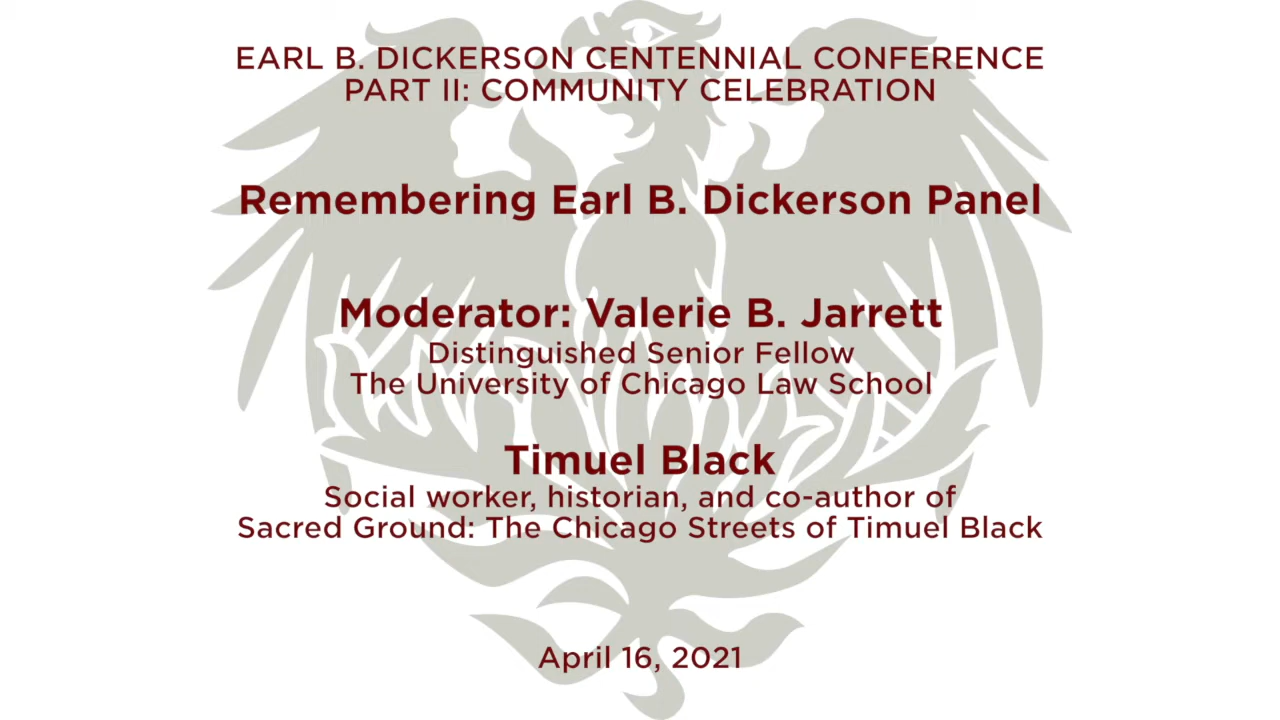 EARL B. DICKERSON CENTENNIAL CONFERENCE
PART II: COMMUNITY CELEBRATION
Remembering Earl B. Dickerson Panel
Moderator: Valerie B. Jarrett
Distinguished Senior Fellow
The University of Chicago Law School
Timuel Black
Social worker, historian, and co-author of
Sacred Ground: The Chicago Streets of Timuel Black
April 16, 2021